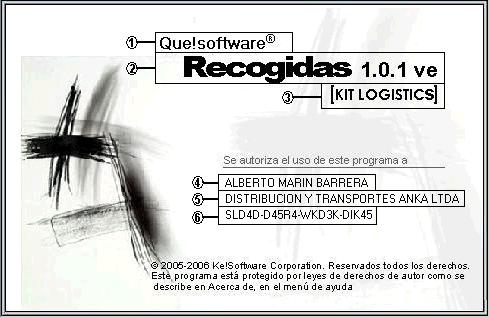 ① Que!software®
② Recogidas 1.0.1 ve
③ [KIT LOGISTICS]
Se autoriza el uso de este programa a
④ ALBERTO MARIN BARRERA
⑤ DISTRIBUCION Y TRANSPORTES ANKA LTDA
⑥ SLD4D-D45R4-WKD3K-DIK45
© 2005-2006 Ke!Software Corporation. Reservados todos los derechos.
Este programa está protegido por leyes de derechos de autor como se
describe en Acerca de, en el menú de ayuda